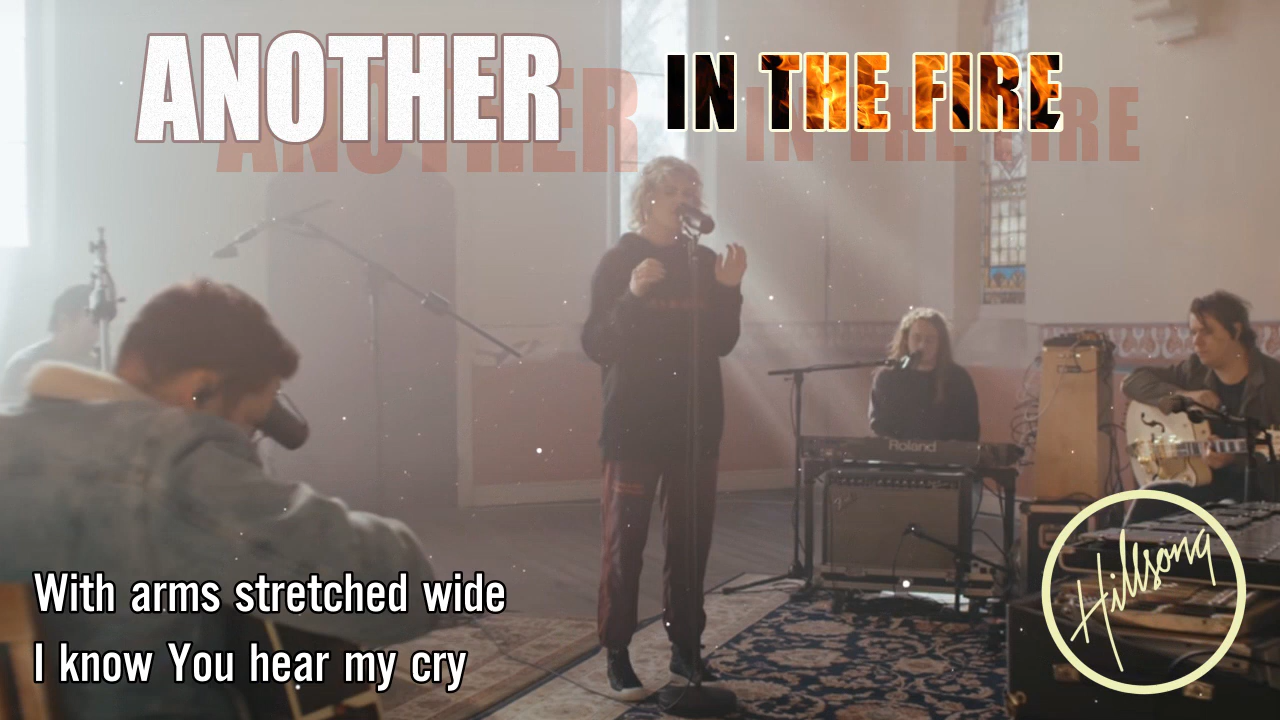 ANOTHER IN THE FIRE
Roland
With arms stretched wide
I know You hear my cry
Hillsong